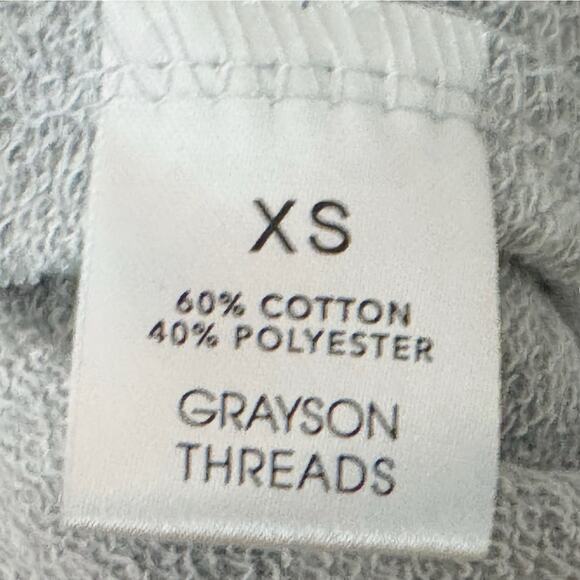 XS
60% COTTON
40% POLYESTER
GRAYSON
THREADS